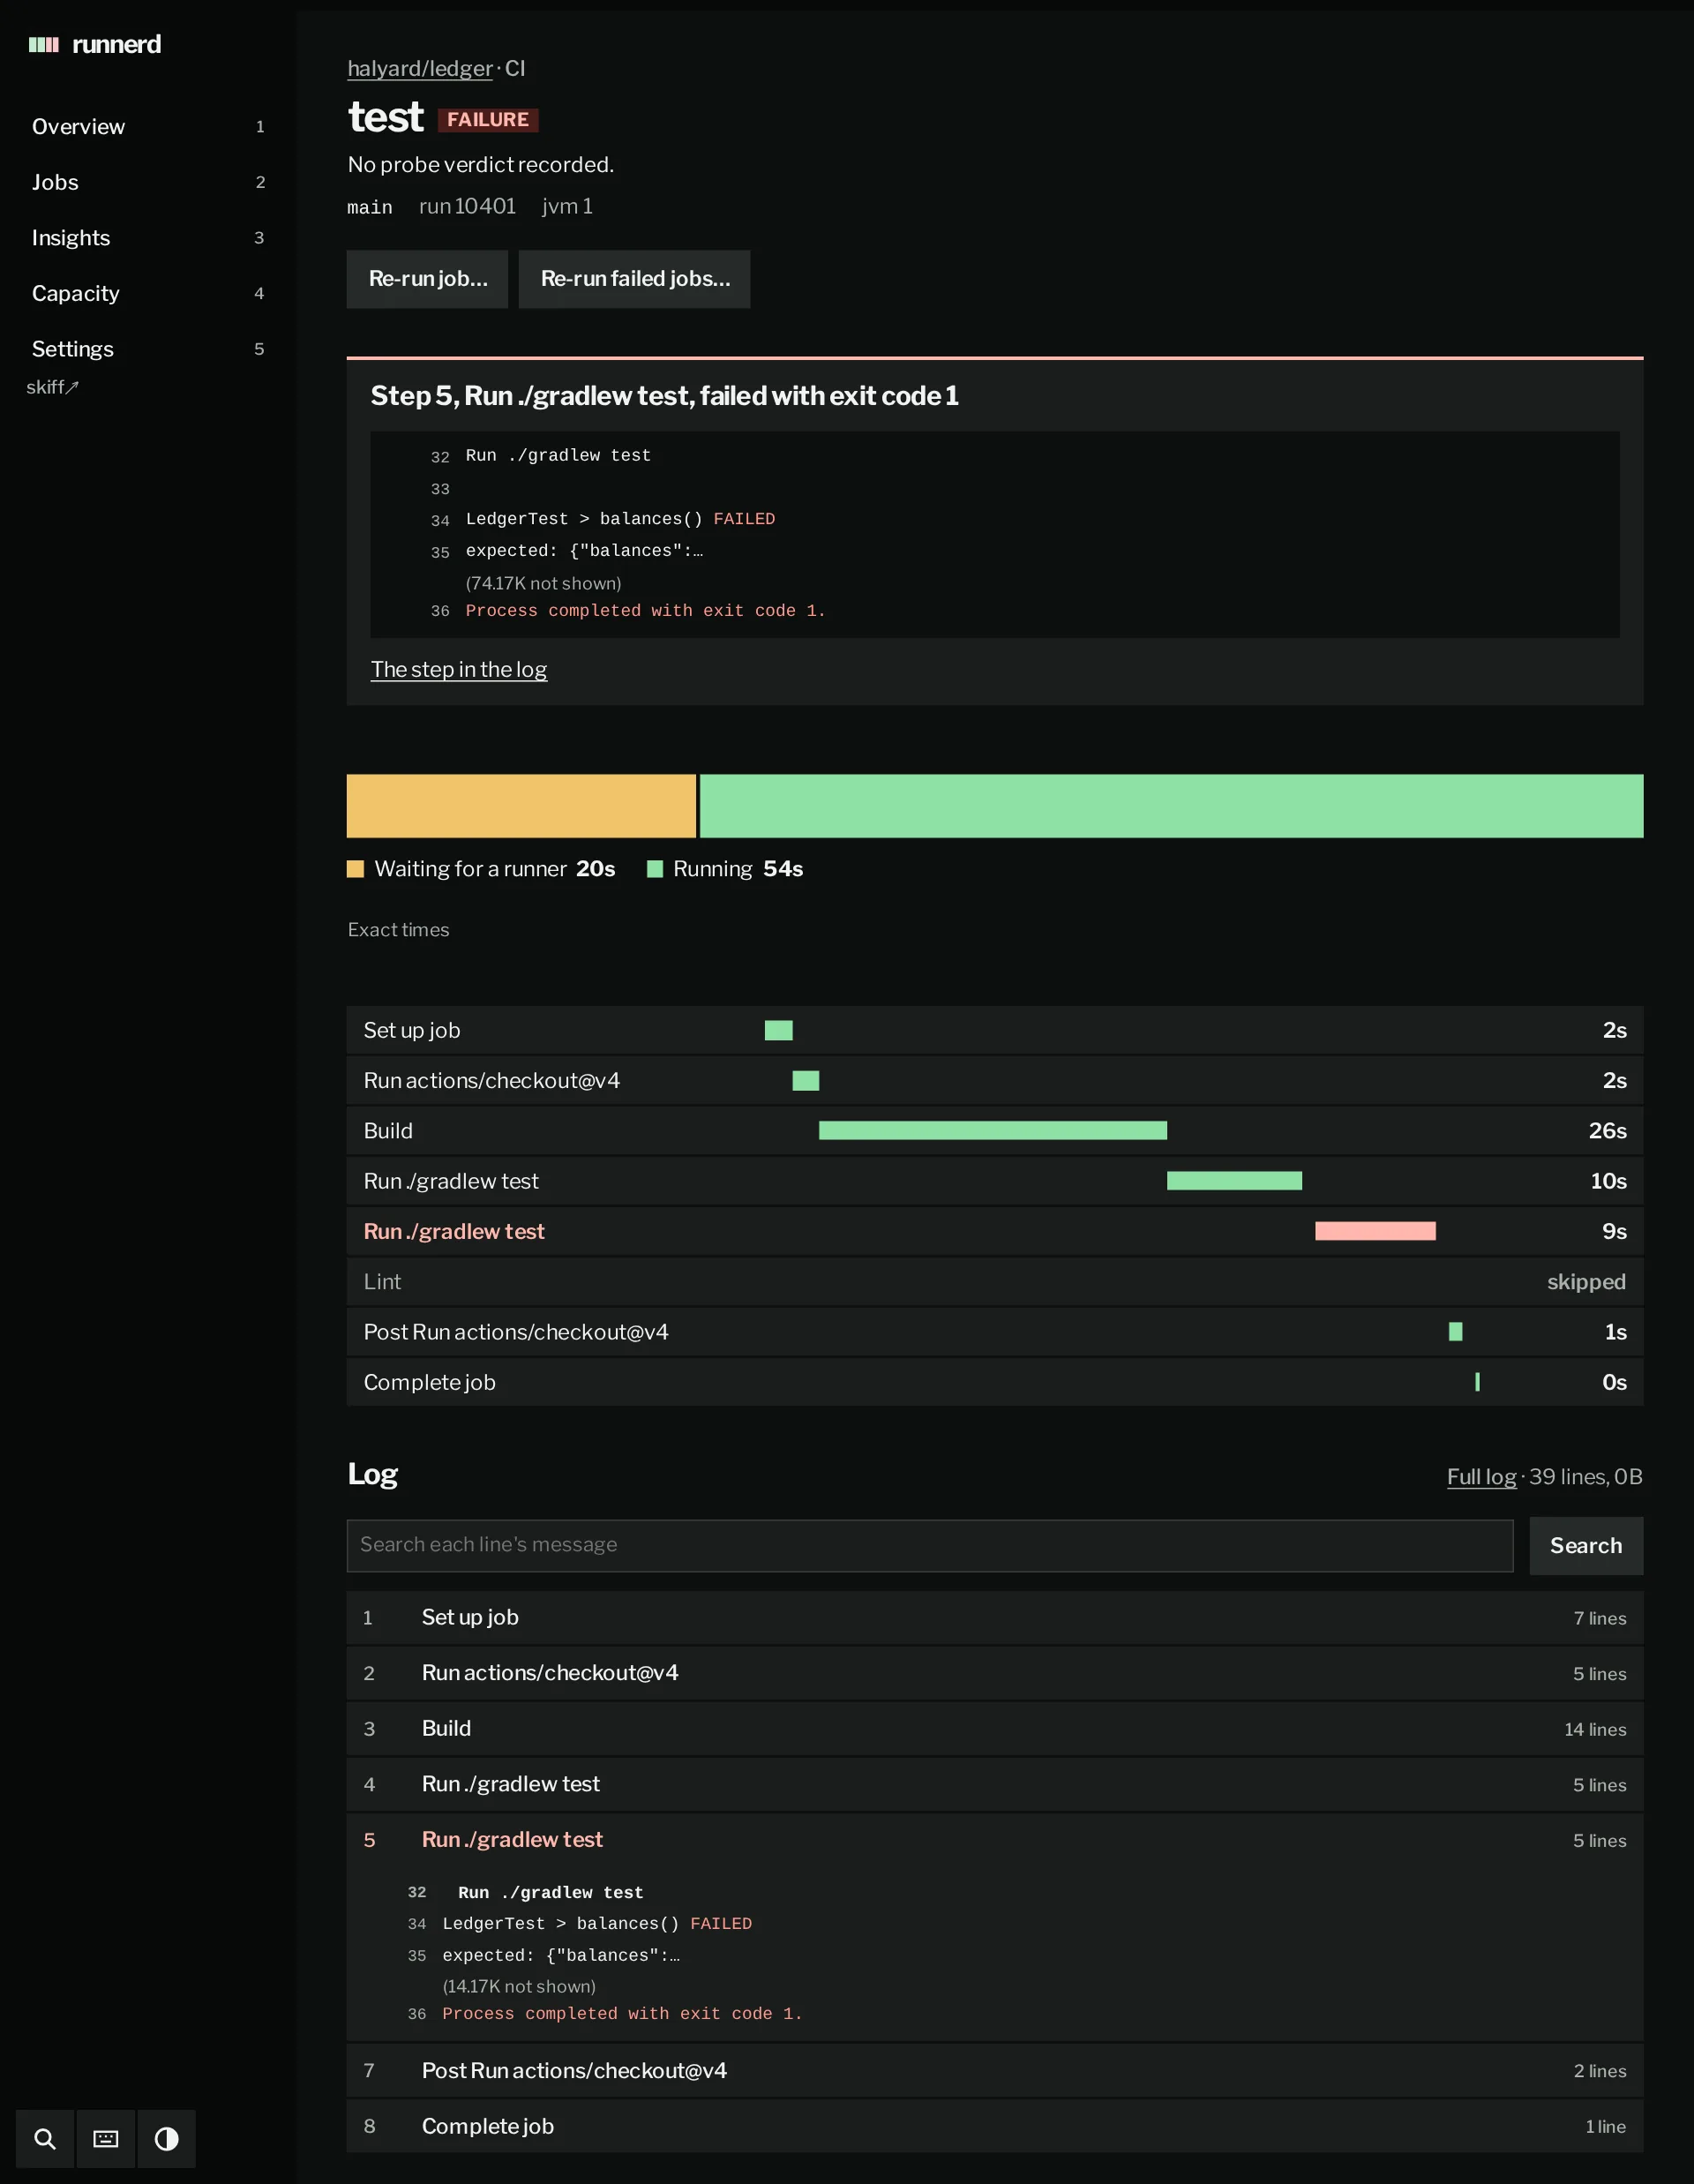 runnerd
Overview 1
Jobs 2
Insights 3
Capacity 4
Settings 5
skiff↗
halyard/ledger · CI
test FAILURE
No probe verdict recorded.
main run 10401 jvm 1
Re-run job… Re-run failed jobs…
Step 5, Run ./gradlew test, failed with exit code 1
32 Run ./gradlew test
33
34 LedgerTest > balances() FAILED
35 expected: {"balances":…
(74.17K not shown)
36 Process completed with exit code 1.
The step in the log
Waiting for a runner 20s Running 54s
Exact times
Set up job 2s
Run actions/checkout@v4 2s
Build 26s
Run ./gradlew test 10s
Run ./gradlew test 9s
Lint skipped
Post Run actions/checkout@v4 1s
Complete job 0s
Log Full log · 39 lines, 0B
Search each line's message Search
1 Set up job 7 lines
2 Run actions/checkout@v4 5 lines
3 Build 14 lines
4 Run ./gradlew test 5 lines
5 Run ./gradlew test 5 lines
32 Run ./gradlew test
34 LedgerTest > balances() FAILED
35 expected: {"balances":…
(14.17K not shown)
36 Process completed with exit code 1.
7 Post Run actions/checkout@v4 2 lines
8 Complete job 1 line